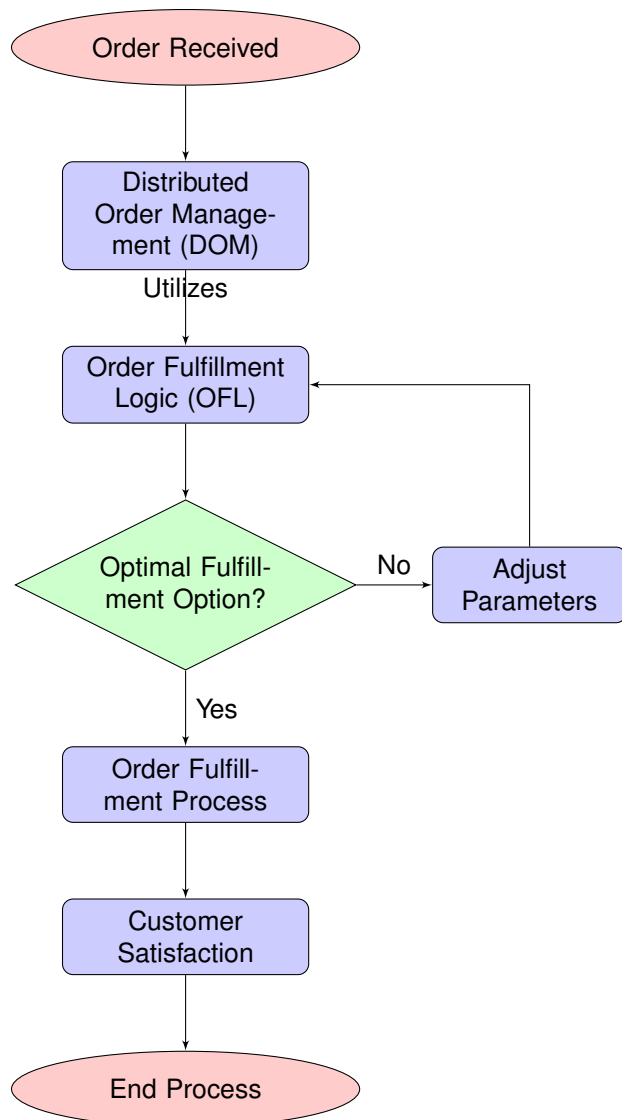 Order Received
Distributed
Order Manage-
ment (DOM)
Utilizes
Order Fulfillment
Logic (OFL)
Optimal Fulfill-
ment Option?
No
Adjust
Parameters
Yes
Order Fulfill-
ment Process
Customer
Satisfaction
End Process